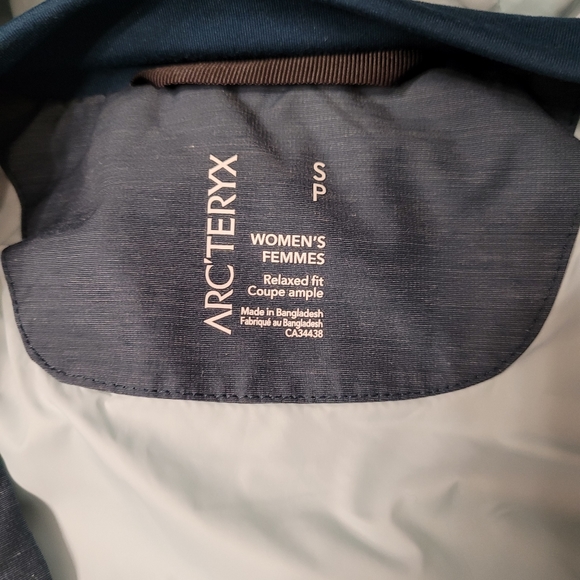 ARC'TERYX
S
P
WOMEN'S
FEMMES
Relaxed fit
Coupe ample
Made in Bangladesh
Fabriqué au Bangladesh
CA34438